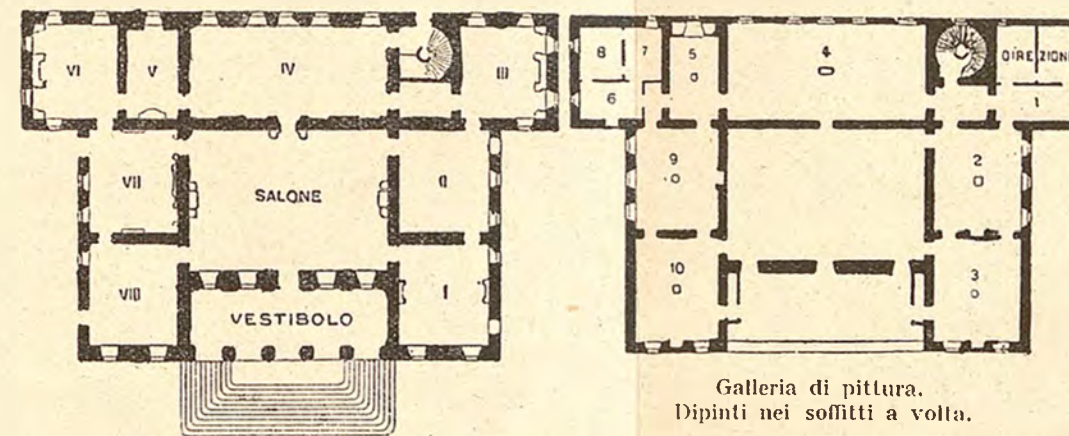 VI
V
IV
III
VII
SALONE
II
VIII
VESTIBOLO
I
8
7
5
4
DIREZIONE
6
1
9
2
10
3
Galleria di pittura.
Dipinti nei soffitti a volta.